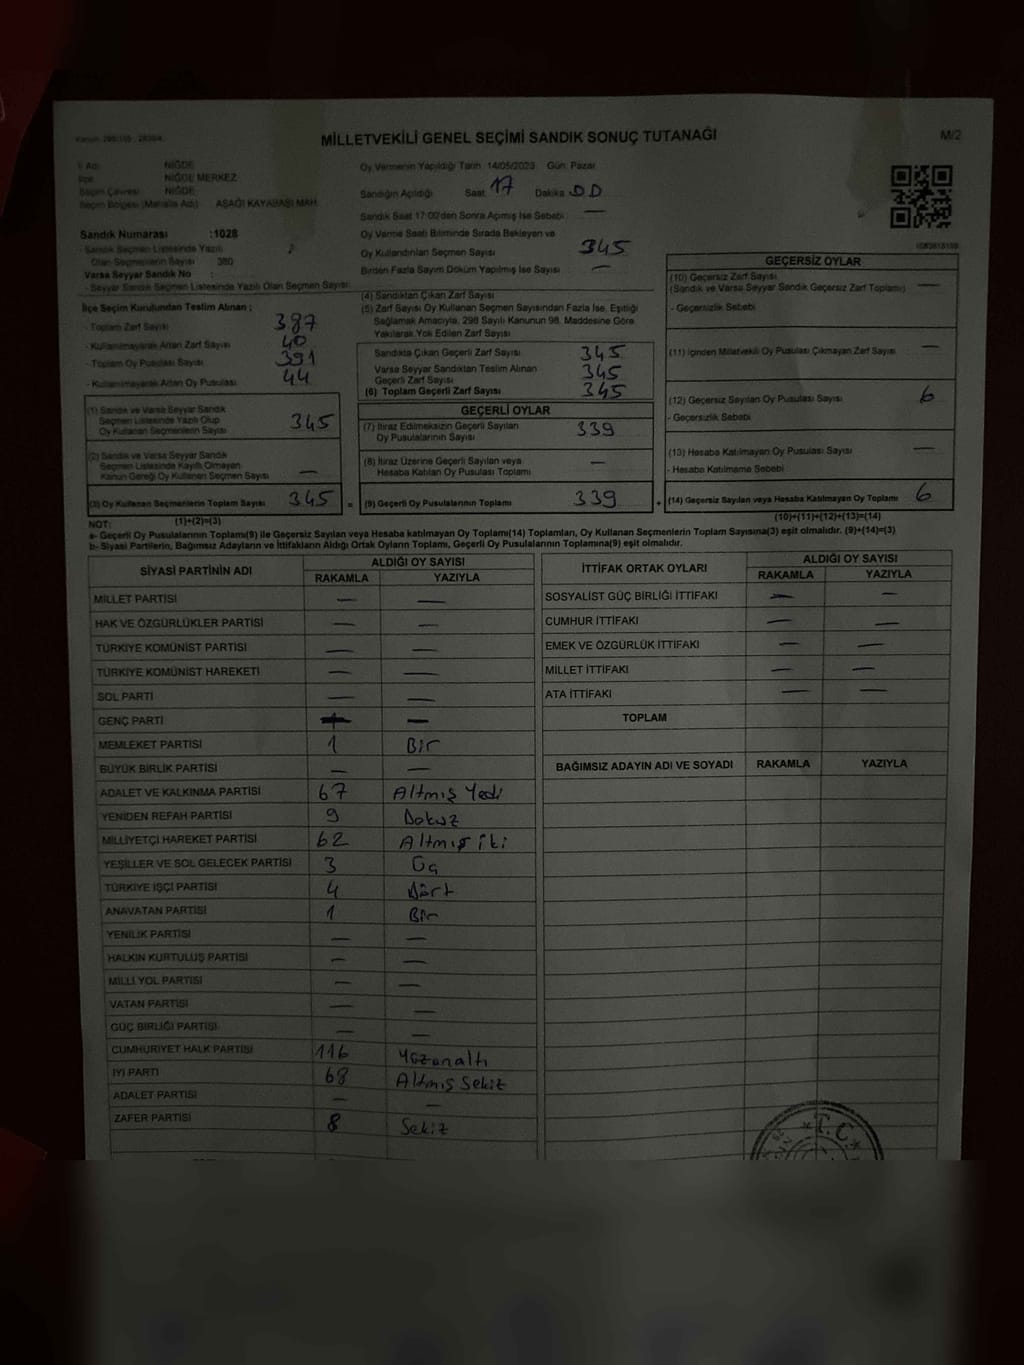 Kanun: 298/105 , 2839/4
MİLLETVEKİLİ GENEL SEÇİMİ SANDIK SONUÇ TUTANAĞI
M/2
İl Adı: NİĞDE
İlçe NİĞDE MERKEZ
Seçim Çevresi NİĞDE
Seçim Bölgesi (Mahalle Adı) AŞAĞI KAYABAŞI MAH.
Sandık Numarası :1028
- Sandık Seçmen Listesinde Yazılı
Olan Seçmenlerin Sayısı 380
Varsa Seyyar Sandık No :
- Seyyar Sandık Seçmen Listesinde Yazılı Olan Seçmen Sayısı:
Oy Vermenin Yapıldığı Tarih :14/05/2023 Gün: Pazar
Sandığın Açıldığı Saat 17 Dakika 00
Sandık Saat 17:00'den Sonra Açımış İse Sebebi —
Oy Verme Saati Bitiminde Sırada Bekleyen ve
Oy Kullandırılan Seçmen Sayısı 345
Birden Fazla Sayım Döküm Yapılmış İse Sayısı —
İlçe Seçim Kurulundan Teslim Alınan ;
- Toplam Zarf Sayısı 387
- Kullanılmayarak Artan Zarf Sayısı 40
- Toplam Oy Pusulası Sayısı 391
- Kullanılmayarak Artan Oy Pusulası 44
(4) Sandıktan Çıkan Zarf Sayısı
(5) Zarf Sayısı Oy Kullanan Seçmen Sayısından Fazla İse, Eşitliği
Sağlamak Amacıyla, 298 Sayılı Kanunun 98. Maddesine Göre
Yakılarak Yok Edilen Zarf Sayısı
Sandıkta Çıkan Geçerli Zarf Sayısı 345
Varsa Seyyar Sandıktan Teslim Alınan
Geçerli Zarf Sayısı 345
(6) Toplam Geçerli Zarf Sayısı 345
GEÇERSİZ OYLAR
(10) Geçersiz Zarf Sayısı
(Sandık ve Varsa Seyyar Sandık Geçersiz Zarf Toplamı) —
- Geçersizlik Sebebi
(11) İçinden Milletvekili Oy Pusulası Çıkmayan Zarf Sayısı —
(12) Geçersiz Sayılan Oy Pusulası Sayısı 6
- Geçersizlik Sebebi
(13) Hesaba Katılmayan Oy Pusulası Sayısı —
- Hesaba Katılmama Sebebi
(14) Geçersiz Sayılan veya Hesaba Katılmayan Oy Toplamı 6
(10)+(11)+(12)+(13)=(14)
(1) Sandık ve Varsa Seyyar Sandık
Seçmen Listesinde Yazılı Olup
Oy Kullanan Seçmenlerin Sayısı 345
(2) Sandık ve Varsa Seyyar Sandık
Seçmen Listesinde Kayıtlı Olmayan
Kanun Gereği Oy Kullanan Seçmen Sayısı —
(3) Oy Kullanan Seçmenlerin Toplam Sayısı 345 =
(1)+(2)=(3)
GEÇERLİ OYLAR
(7) İtiraz Edilmeksizin Geçerli Sayılan
Oy Pusulalarının Sayısı 339
(8) İtiraz Üzerine Geçerli Sayılan veya
Hesaba Katılan Oy Pusulası Toplamı —
(9) Geçerli Oy Pusulalarının Toplamı 339 +
NOT:
a- Geçerli Oy Pusulalarının Toplamı(9) ile Geçersiz Sayılan veya Hesaba katılmayan Oy Toplamı(14) Toplamları, Oy Kullanan Seçmenlerin Toplam Sayısına(3) eşit olmalıdır. (9)+(14)=(3)
b- Siyasi Partilerin, Bağımsız Adayların ve İttifakların Aldığı Ortak Oyların Toplamı, Geçerli Oy Pusulalarının Toplamına(9) eşit olmalıdır.
SİYASİ PARTİNİN ADI ALDIĞI OY SAYISI
RAKAMLA YAZIYLA
MİLLET PARTİSİ — —
HAK VE ÖZGÜRLÜKLER PARTİSİ — —
TÜRKİYE KOMÜNİST PARTİSİ — —
TÜRKİYE KOMÜNİST HAREKETİ — —
SOL PARTİ — —
GENÇ PARTİ — —
MEMLEKET PARTİSİ 1 Bir
BÜYÜK BİRLİK PARTİSİ — —
ADALET VE KALKINMA PARTİSİ 67 Altmış Yedi
YENİDEN REFAH PARTİSİ 9 Dokuz
MİLLİYETÇİ HAREKET PARTİSİ 62 Altmış iki
YEŞİLLER VE SOL GELECEK PARTİSİ 3 Üç
TÜRKİYE İŞÇİ PARTİSİ 4 Dört
ANAVATAN PARTİSİ 1 Bir
YENİLİK PARTİSİ — —
HALKIN KURTULUŞ PARTİSİ — —
MİLLİ YOL PARTİSİ — —
VATAN PARTİSİ — —
GÜÇ BİRLİĞİ PARTİSİ — —
CUMHURİYET HALK PARTİSİ 116 Yüzonaltı
İYİ PARTİ 68 Altmış Sekiz
ADALET PARTİSİ — —
ZAFER PARTİSİ 8 Sekiz
İTTİFAK ORTAK OYLARI ALDIĞI OY SAYISI
RAKAMLA YAZIYLA
SOSYALİST GÜÇ BİRLİĞİ İTTİFAKI — —
CUMHUR İTTİFAKI — —
EMEK VE ÖZGÜRLÜK İTTİFAKI — —
MİLLET İTTİFAKI — —
ATA İTTİFAKI — —
TOPLAM
BAĞIMSIZ ADAYIN ADI VE SOYADI RAKAMLA YAZIYLA
T.C.